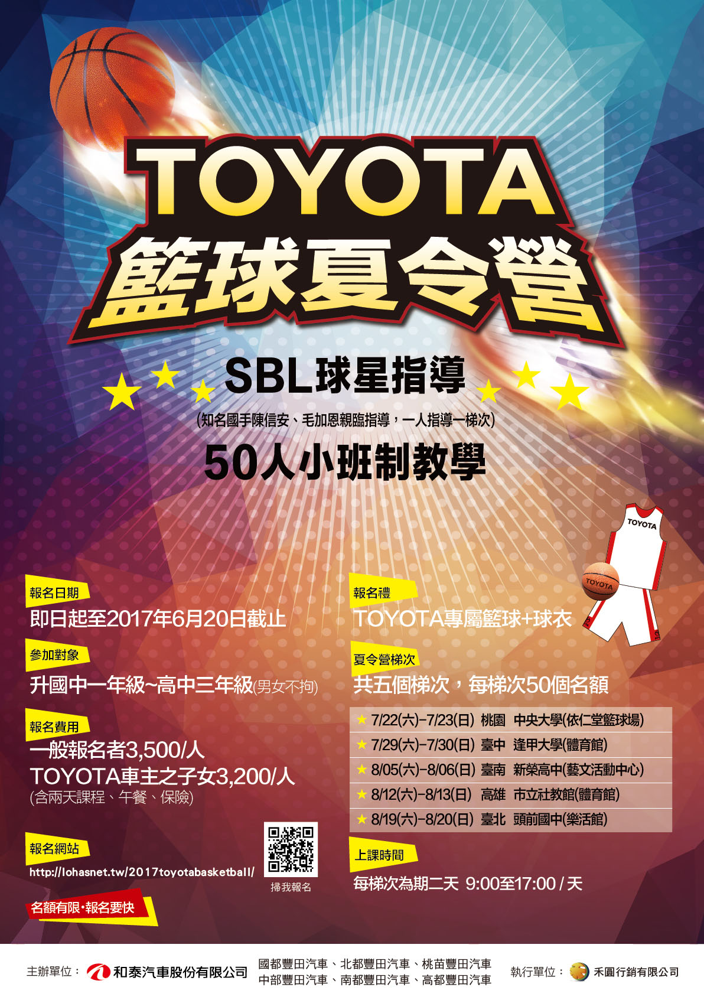 TOYOTA
籃球夏令營
SBL球星指導
(知名國手陳信安、毛加恩親臨指導，一人指導一梯次)
50人小班制教學
TOYOTA
TOYOTA
報名日期
即日起至2017年6月20日截止
參加對象
升國中一年級~高中三年級(男女不拘)
報名費用
一般報名者3,500/人
TOYOTA車主之子女3,200/人
(含兩天課程、午餐、保險)
報名網站
http://lohasnet.tw/2017toyotabasketball/
掃我報名
名額有限·報名要快
報名禮
TOYOTA專屬籃球+球衣
夏令營梯次
共五個梯次，每梯次50個名額
★ 7/22(六)-7/23(日) 桃園 中央大學(依仁堂籃球場)
★ 7/29(六)-7/30(日) 臺中 逢甲大學(體育館)
★ 8/05(六)-8/06(日) 臺南 新榮高中(藝文活動中心)
★ 8/12(六)-8/13(日) 高雄 市立社教館(體育館)
★ 8/19(六)-8/20(日) 臺北 頭前國中(樂活館)
上課時間
每梯次為期二天 9:00至17:00 / 天
主辦單位： 和泰汽車股份有限公司
國都豐田汽車、北都豐田汽車、桃苗豐田汽車
中部豐田汽車、南都豐田汽車、高都豐田汽車
執行單位： 禾圓行銷有限公司